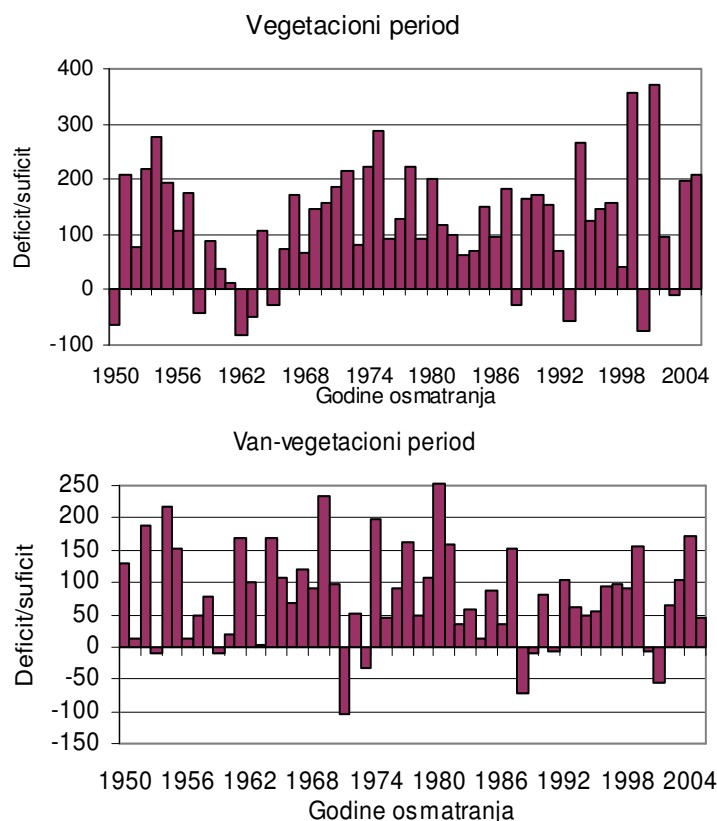 Vegetacioni period
Deficit/suficit
400
300
200
100
0
-100
1950 1956 1962 1968 1974 1980 1986 1992 1998 2004
Godine osmatranja
Van-vegetacioni period
Deficit/suficit
250
200
150
100
50
0
-50
-100
-150
1950 1956 1962 1968 1974 1980 1986 1992 1998 2004
Godine osmatranja